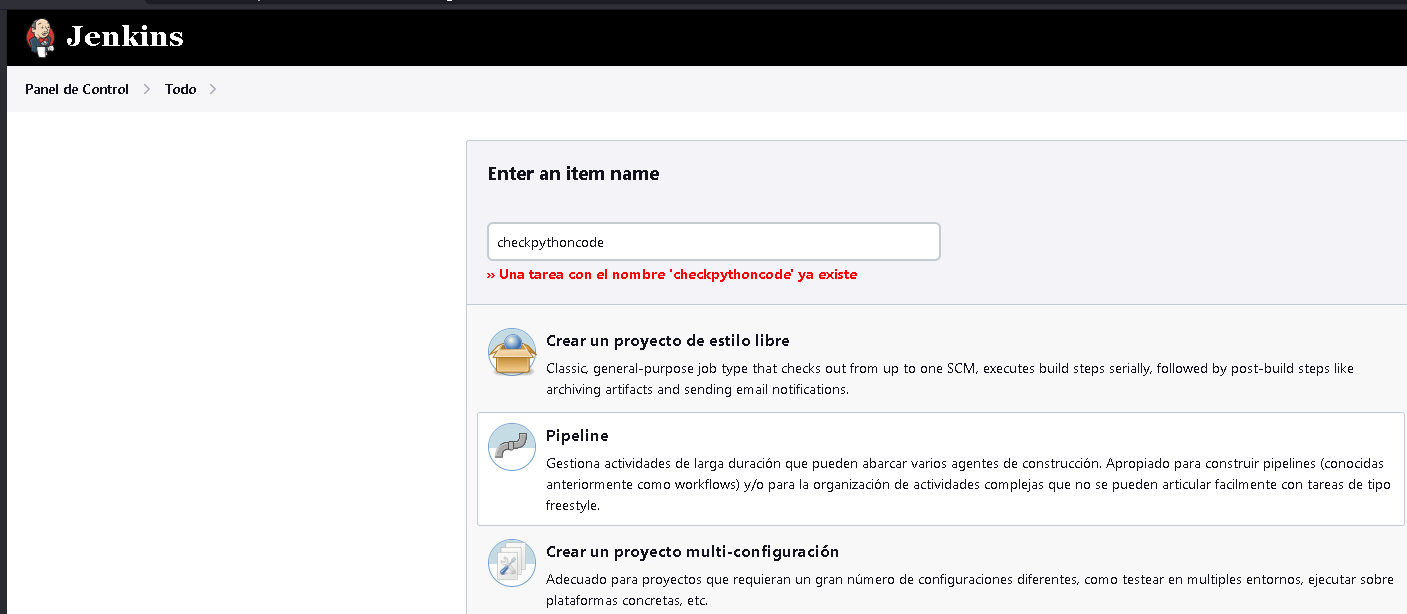 Jenkins
Panel de Control
Todo
Enter an item name
checkpythoncode
» Una tarea con el nombre 'checkpythoncode' ya existe
Crear un proyecto de estilo libre
Classic, general-purpose job type that checks out from up to one SCM, executes build steps serially, followed by post-build steps like
archiving artifacts and sending email notifications.
Pipeline
Gestiona actividades de larga duración que pueden abarcar varios agentes de construcción. Apropiado para construir pipelines (conocidas
anteriormente como workflows) y/o para la organización de actividades complejas que no se pueden articular facilmente con tareas de tipo
freestyle.
Crear un proyecto multi-configuración
Adecuado para proyectos que requieran un gran número de configuraciones diferentes, como testear en multiples entornos, ejecutar sobre
plataformas concretas, etc.